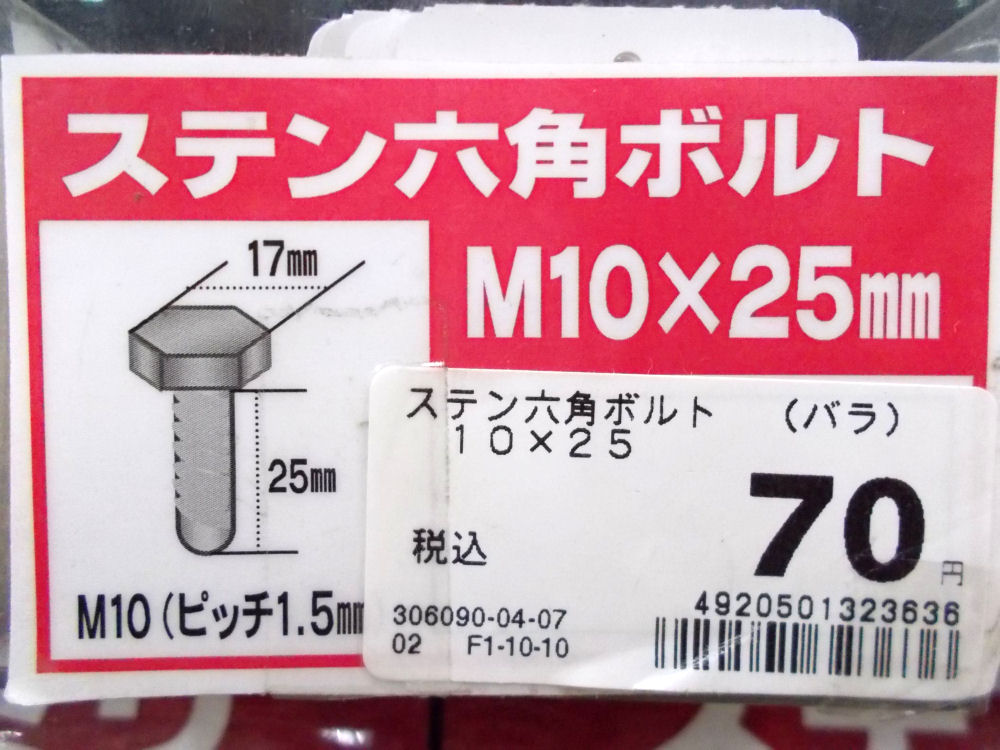 ステン六角ボルト
M10×25㎜
17㎜
25㎜
M10(ピッチ1.5㎜
ステン六角ボルト (バラ)
10×25
70円
税込
4920501323636
306090-04-07
02 F1-10-10